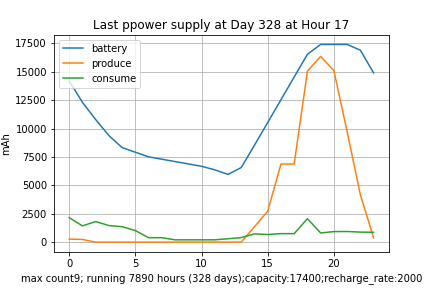 Last ppower supply at Day 328 at Hour 17
17500
15000
12500
10000
7500
5000
2500
0
mAh
battery
produce
consume
0 5 10 15 20
max count9; running 7890 hours (328 days);capacity:17400;recharge_rate:2000